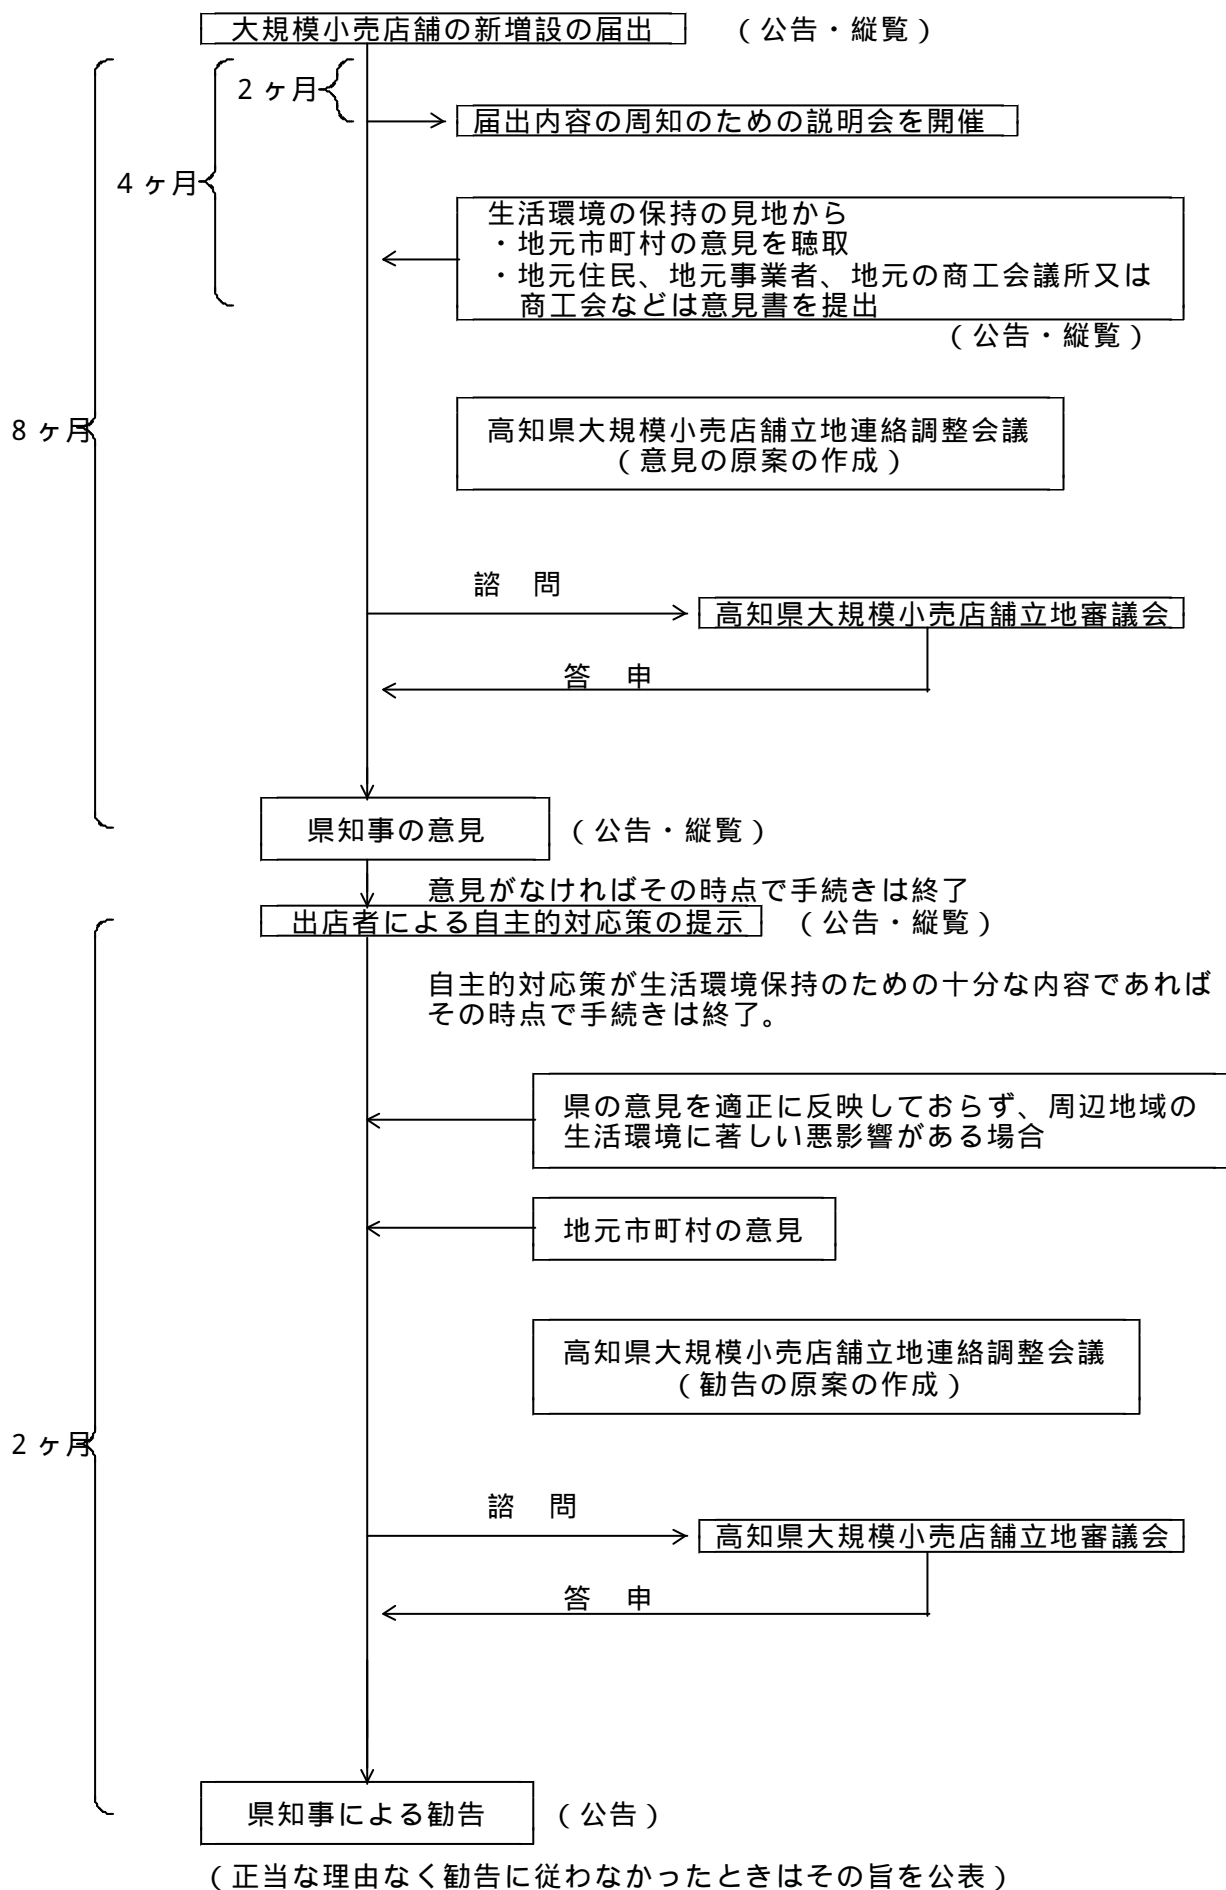 大規模小売店舗の新増設の届出 （公告・縦覧）
2ヶ月
届出内容の周知のための説明会を開催
4ヶ月
生活環境の保持の見地から
・地元市町村の意見を聴取
・地元住民、地元事業者、地元の商工会議所又は
商工会などは意見書を提出
（公告・縦覧）
8ヶ月
高知県大規模小売店舗立地連絡調整会議
（意見の原案の作成）
諮　問
高知県大規模小売店舗立地審議会
答　申
県知事の意見 （公告・縦覧）
意見がなければその時点で手続きは終了
出店者による自主的対応策の提示 （公告・縦覧）
自主的対応策が生活環境保持のための十分な内容であれば
その時点で手続きは終了。
県の意見を適正に反映しておらず、周辺地域の
生活環境に著しい悪影響がある場合
地元市町村の意見
高知県大規模小売店舗立地連絡調整会議
（勧告の原案の作成）
2ヶ月
諮　問
高知県大規模小売店舗立地審議会
答　申
県知事による勧告 （公告）
（正当な理由なく勧告に従わなかったときはその旨を公表）